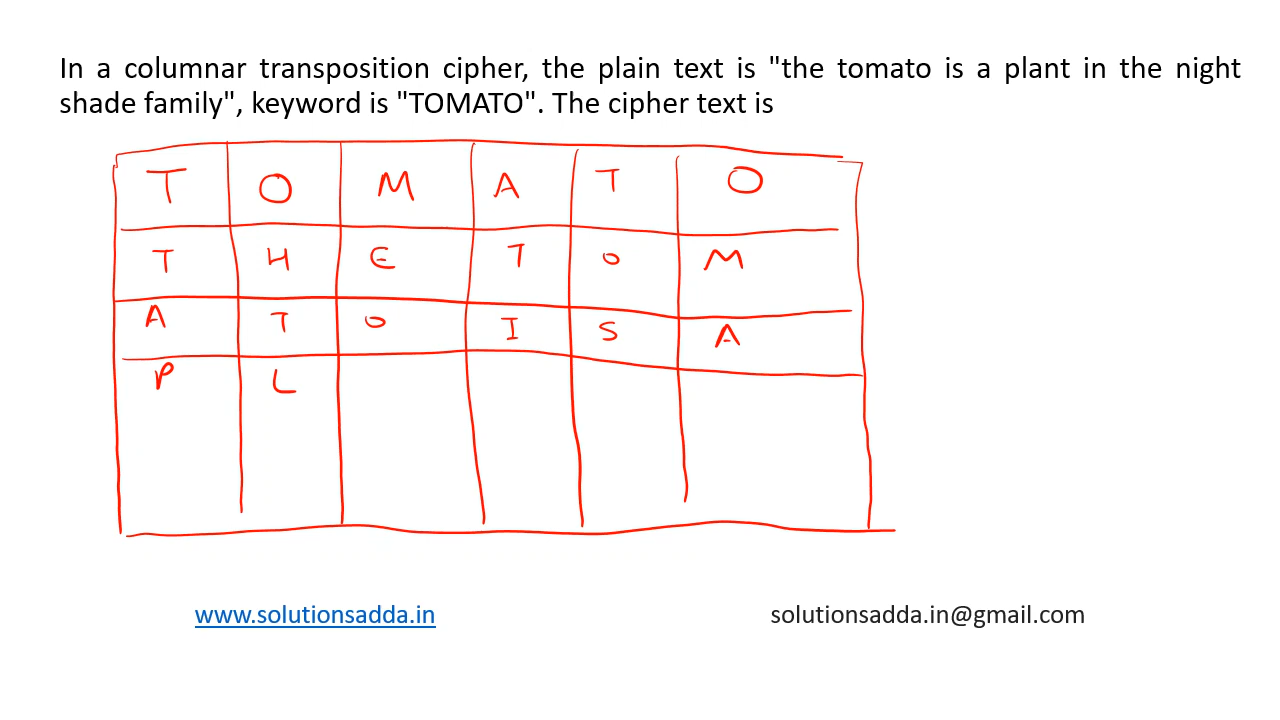 In a columnar transposition cipher, the plain text is "the tomato is a plant in the night
shade family", keyword is "TOMATO". The cipher text is
T O M A T O
T H E T O M
A T O I S A
P L
www.solutionsadda.in solutionsadda.in@gmail.com